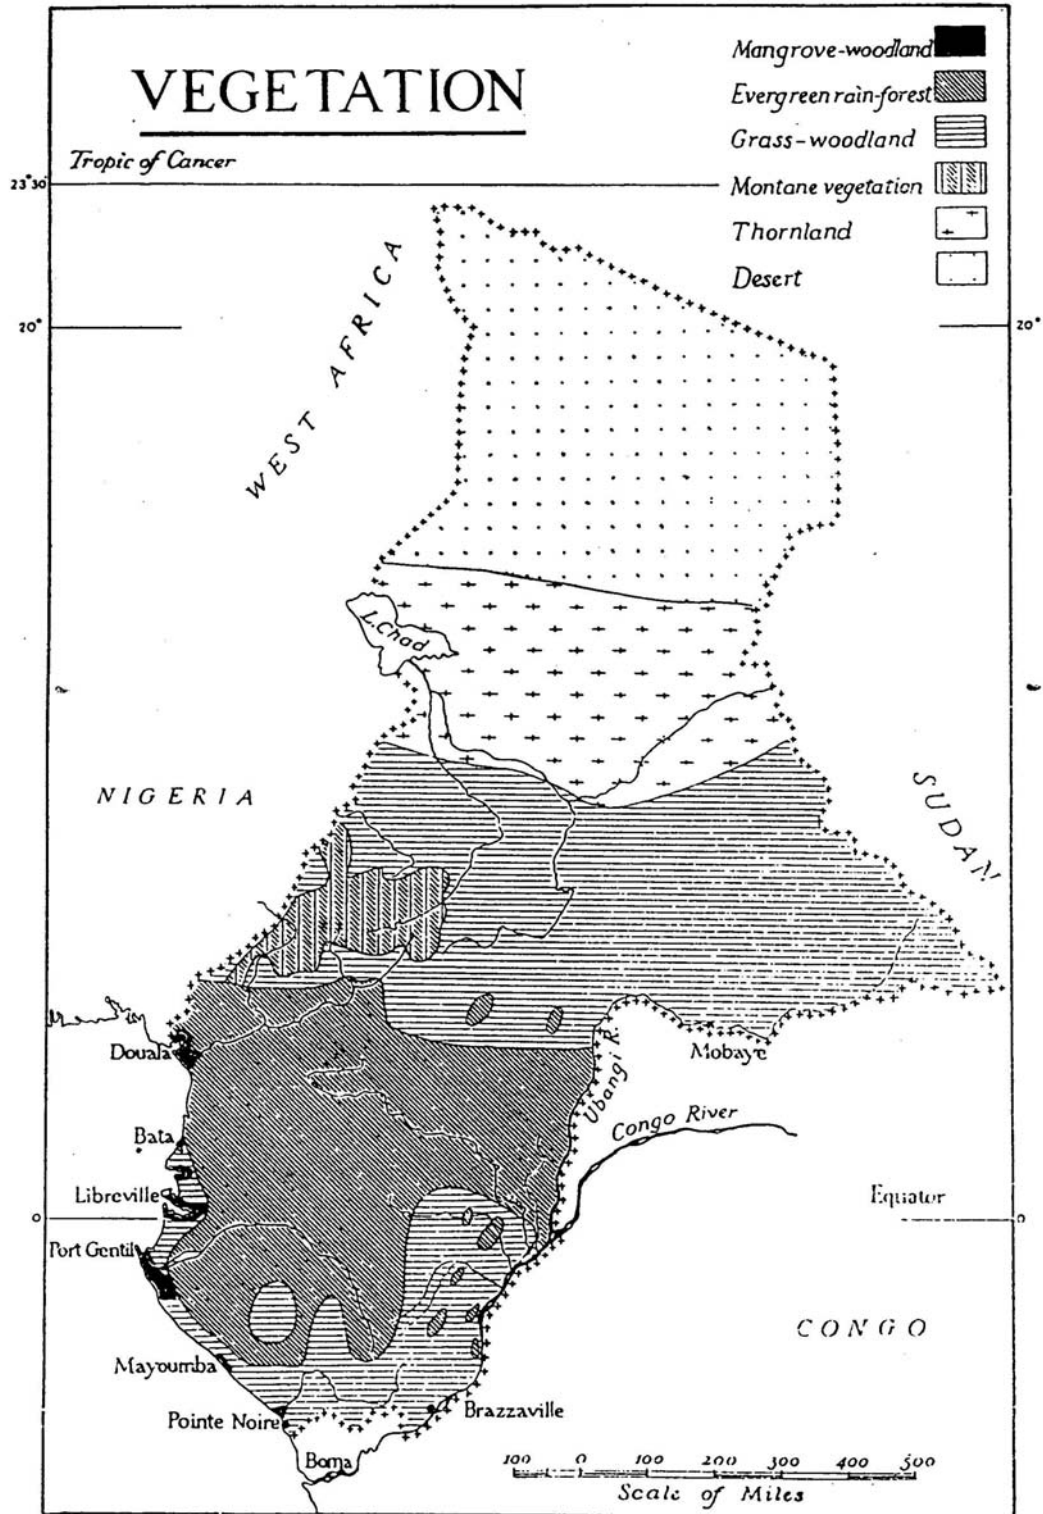 VEGETATION
Mangrove-woodland
Evergreen rain-forest
Grass-woodland
Montane vegetation
Thornland
Desert
Tropic of Cancer
23°30
20°
20°
WEST AFRICA
L.Chad
NIGERIA
SUDAN
Douala
Mobaye
Ubangi R.
Congo River
Bata
Libreville
Equator
0
0
Port Gentil
CONGO
Mayoumba
Pointe Noire
Brazzaville
Boma
100 0 100 200 300 400 500
Scale of Miles